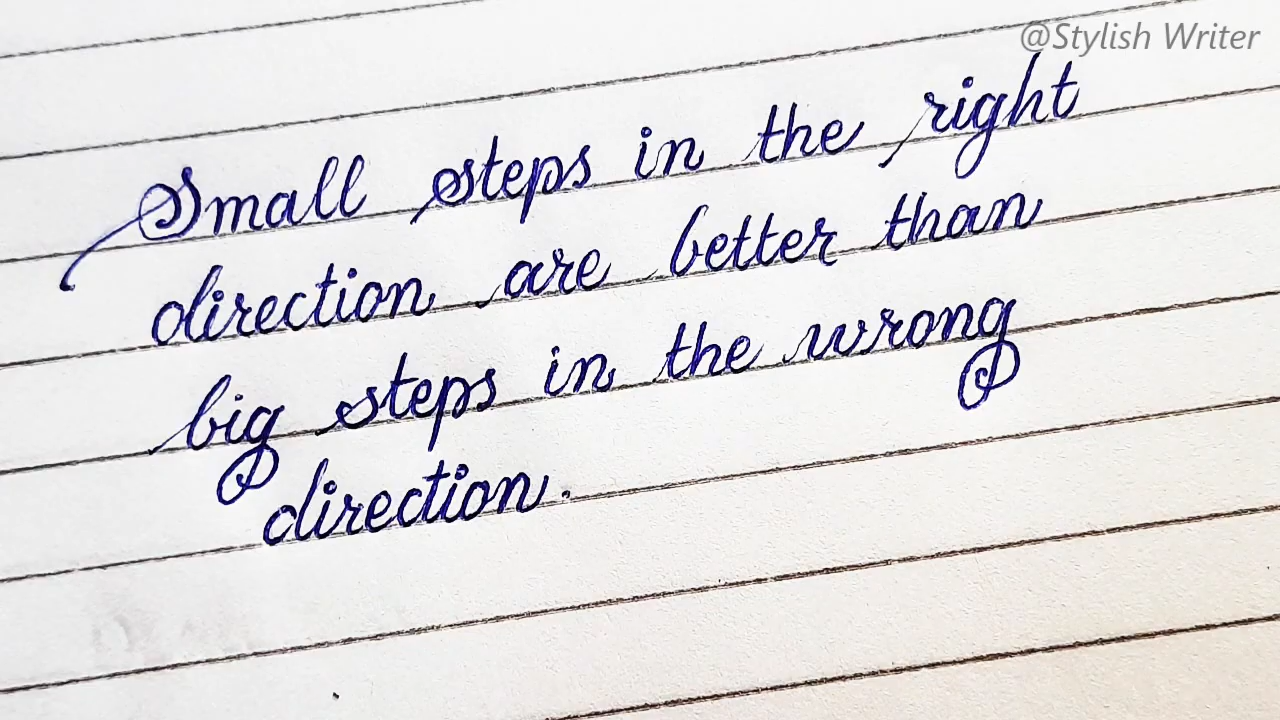 @Stylish Writer
Small steps in the right
direction are better than
big steps in the wrong
direction.